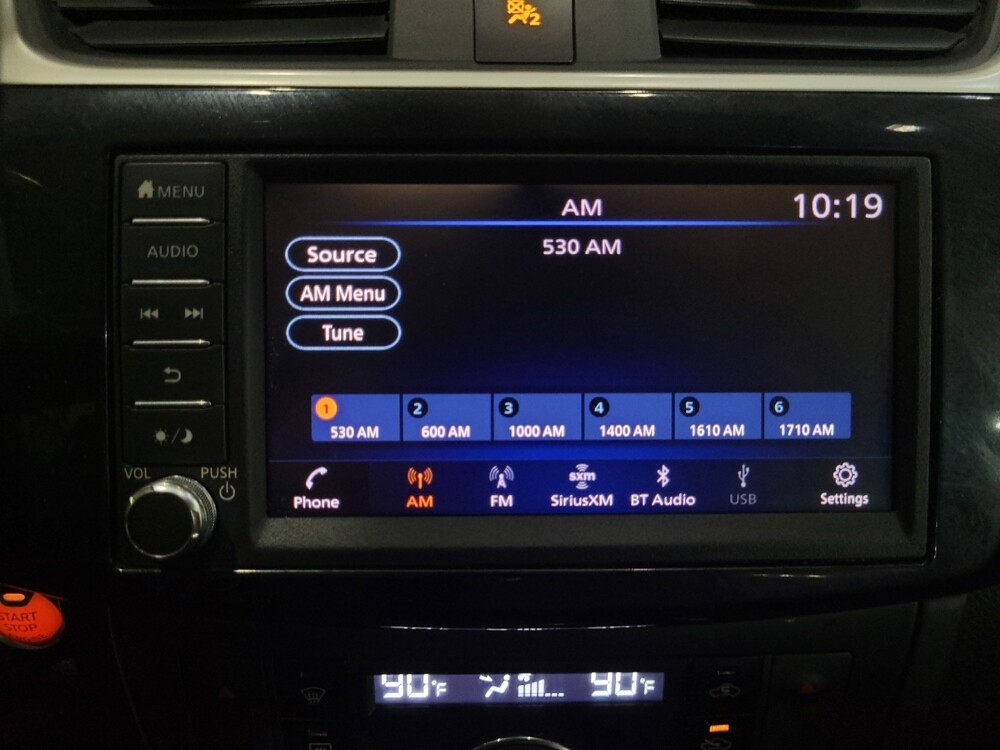 2
MENU
AM
10:19
AUDIO
Source
530 AM
AM Menu
Tune
1 2 3 4 5 6
530 AM 600 AM 1000 AM 1400 AM 1610 AM 1710 AM
VOL PUSH
Phone AM FM sxm SiriusXM BT Audio USB Settings
START
STOP
90°F 90°F